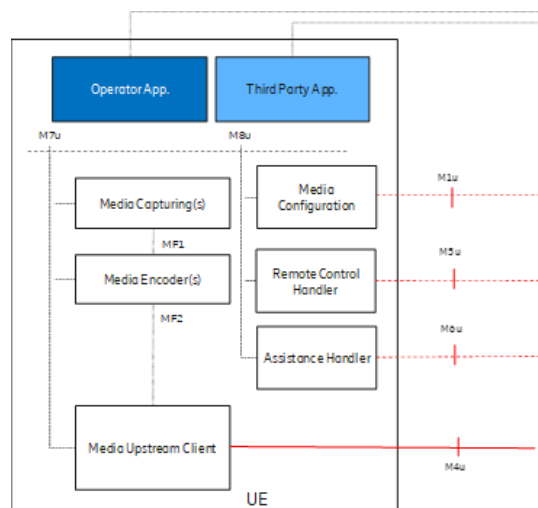 Operator App.
Third Party App.
M7u
M8u
Media Capturing(s)
Media
Configuration
M1u
MF1
Media Encoder(s)
Remote Control
Handler
M5u
MF2
Assistance Handler
M6u
Media Upstream Client
M4u
UE